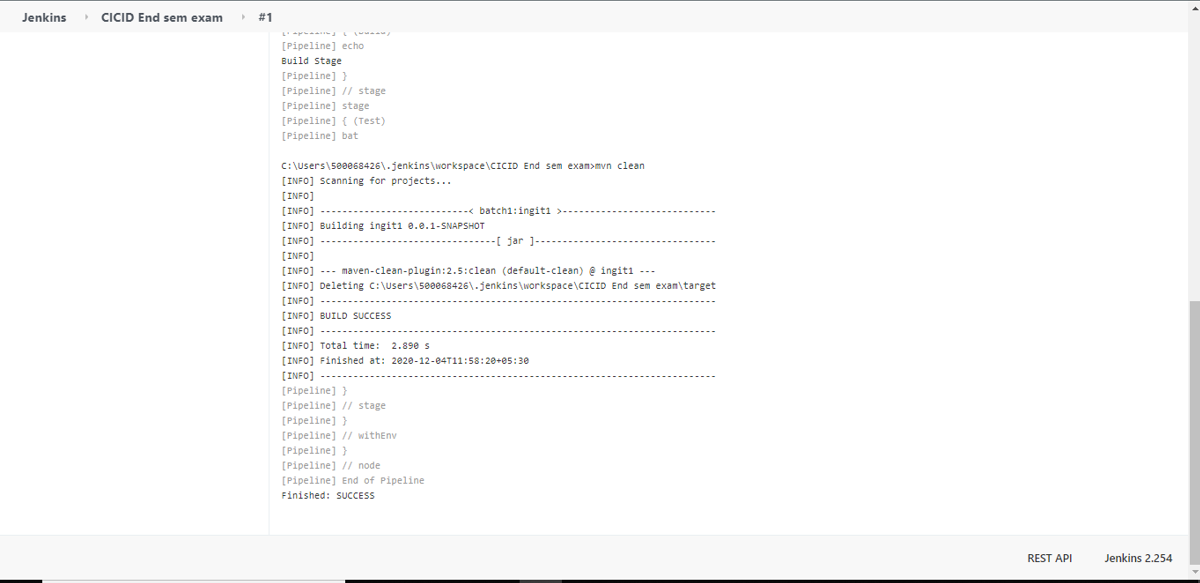 Jenkins › CICID End sem exam › #1
[Pipeline] { (Build)
[Pipeline] echo
Build Stage
[Pipeline] }
[Pipeline] // stage
[Pipeline] stage
[Pipeline] { (Test)
[Pipeline] bat
C:\Users\500068426\.jenkins\workspace\CICID End sem exam>mvn clean
[INFO] Scanning for projects...
[INFO]
[INFO] ---------------------------< batch1:ingit1 >----------------------------
[INFO] Building ingit1 0.0.1-SNAPSHOT
[INFO] --------------------------------[ jar ]---------------------------------
[INFO]
[INFO] --- maven-clean-plugin:2.5:clean (default-clean) @ ingit1 ---
[INFO] Deleting C:\Users\500068426\.jenkins\workspace\CICID End sem exam\target
[INFO] ------------------------------------------------------------------------
[INFO] BUILD SUCCESS
[INFO] ------------------------------------------------------------------------
[INFO] Total time:  2.890 s
[INFO] Finished at: 2020-12-04T11:58:20+05:30
[INFO] ------------------------------------------------------------------------
[Pipeline] }
[Pipeline] // stage
[Pipeline] }
[Pipeline] // withEnv
[Pipeline] }
[Pipeline] // node
[Pipeline] End of Pipeline
Finished: SUCCESS
REST API Jenkins 2.254